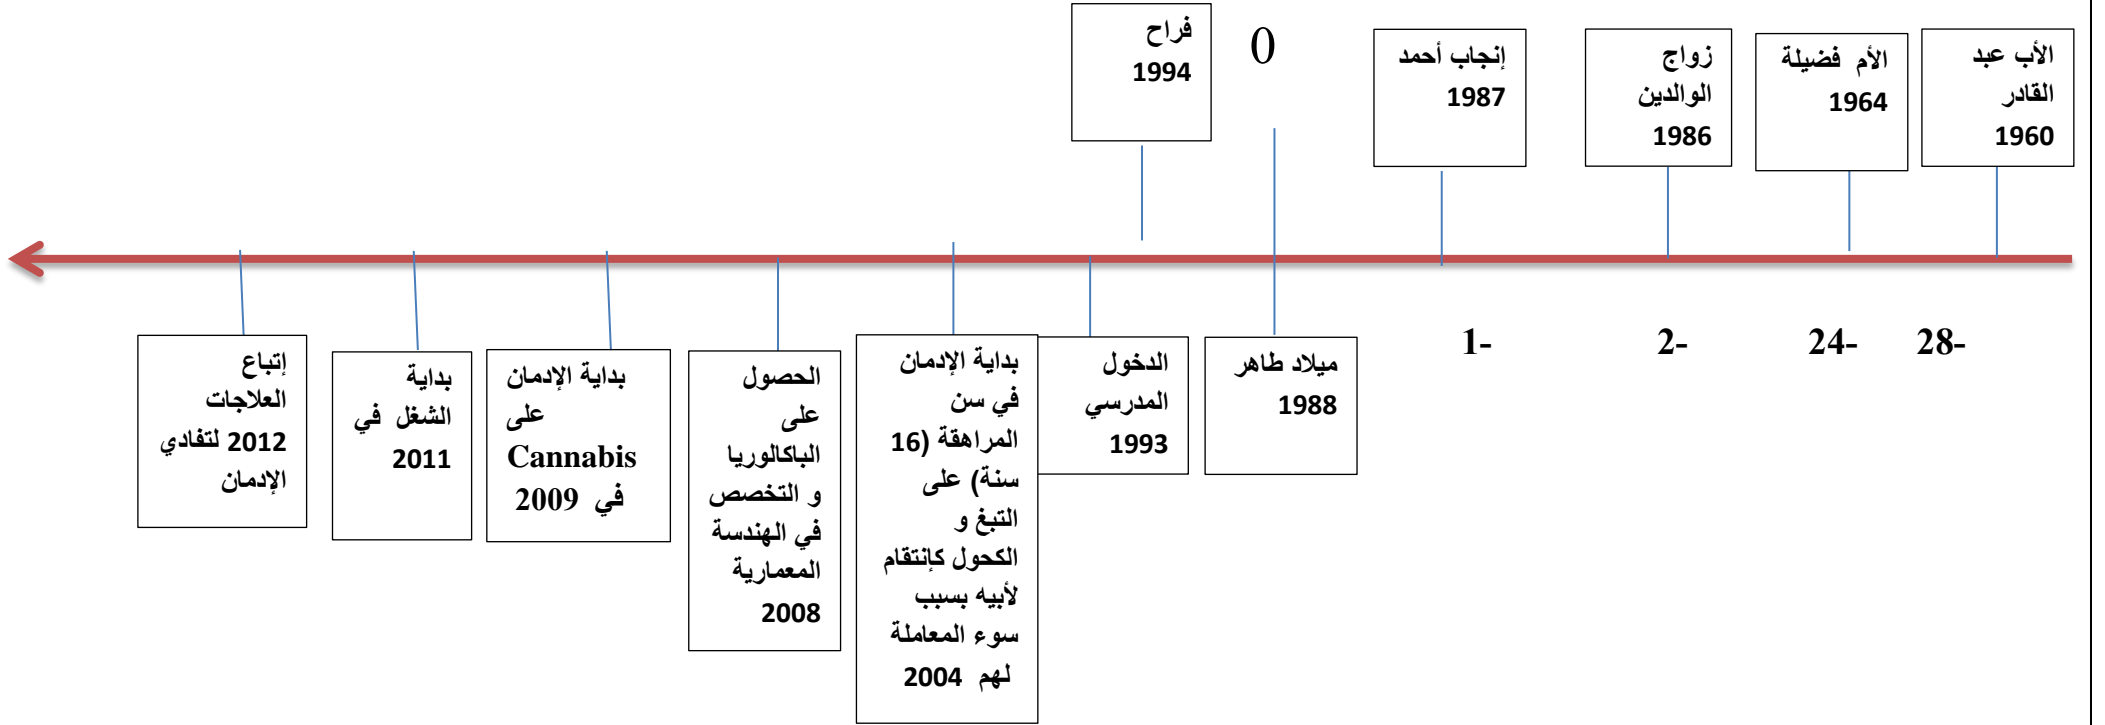 الأب عبد
القادر
1960
الأم فضيلة
1964
زواج
الوالدين
1986
إنجاب أحمد
1987
0
فراح
1994
28-
24-
2-
1-
ميلاد طاهر
1988
الدخول
المدرسي
1993
بداية الإدمان
في سن
المراهقة (16
سنة) على
التبغ و
الكحول كإنتقام
لأبيه بسبب
سوء المعاملة
لهم 2004
الحصول
على
الباكالوريا
و التخصص
في الهندسة
المعمارية
2008
بداية الإدمان
على
Cannabis
في 2009
بداية
الشغل في
2011
إتباع
العلاجات
2012 لتفادي
الإدمان